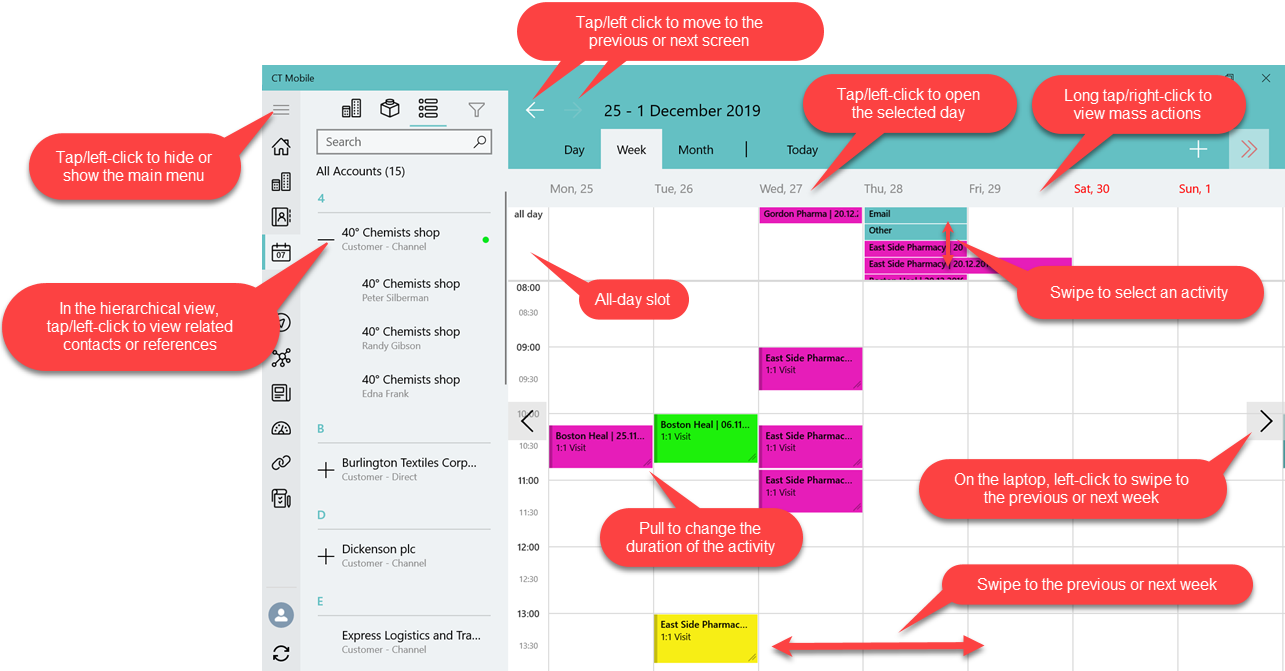 Tap/left click to move to the
previous or next screen
CT Mobile
Tap/left-click to open
the selected day
Long tap/right-click to
view mass actions
25 - 1 December 2019
Tap/left-click to hide or
show the main menu
Search
Day
Week
Month
Today
All Accounts (15)
Mon, 25
Tue, 26
Wed, 27
Thu, 28
Fri, 29
Sat, 30
Sun, 1
4
all day
Gordon Pharma | 20.12.
Email
Other
East Side Pharmacy
East Side Pharmacy | 20.12.20
40° Chemists shop
Customer - Channel
07
40° Chemists shop
Peter Silberman
40° Chemists shop
Randy Gibson
40° Chemists shop
Edna Frank
In the hierarchical view,
tap/left-click to view related
contacts or references
All-day slot
Swipe to select an activity
08:00
08:30
09:00
09:30
10:00
10:30
11:00
11:30
12:00
12:30
13:00
13:30
East Side Pharmac...
1:1 Visit
Boston Heal | 25.11...
1:1 Visit
Boston Heal | 06.11...
1:1 Visit
East Side Pharmac...
1:1 Visit
East Side Pharmac...
1:1 Visit
B
Burlington Textiles Corp...
Customer - Direct
D
Dickenson plc
Customer - Channel
E
Express Logistics and Tra...
Customer - Channel
On the laptop, left-click to swipe to
the previous or next week
Pull to change the
duration of the activity
Swipe to the previous or next week
East Side Pharmac...
1:1 Visit